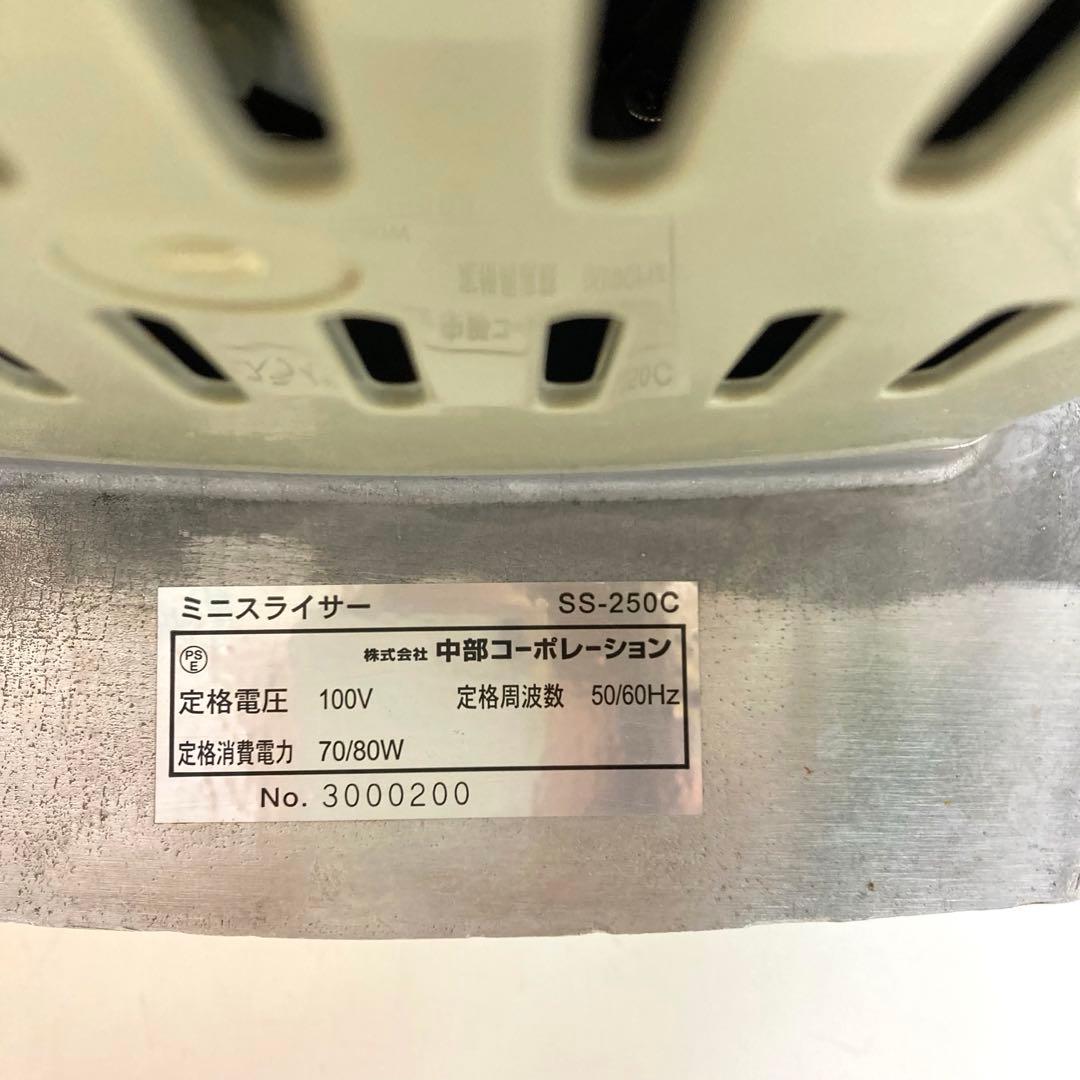 ミニスライサー SS-250C
PSE 株式会社 中部コーポレーション
定格電圧 100V 定格周波数 50/60Hz
定格消費電力 70/80W
No. 3000200